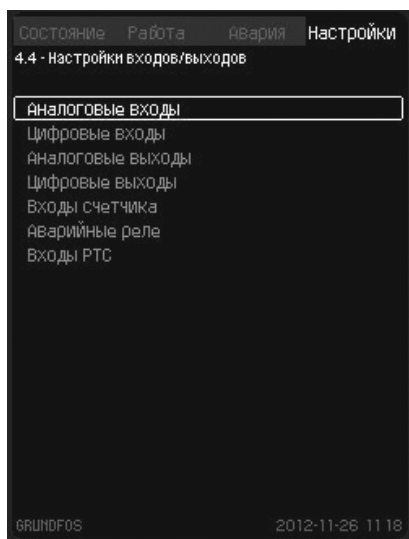 Состояние Работа Авария Настройки
4.4 - Настройки входов/выходов
Аналоговые входы
Цифровые входы
Аналоговые выходы
Цифровые выходы
Входы счетчика
Аварийные реле
Входы PTC
GRUNDFOS 2012-11-26 11 18